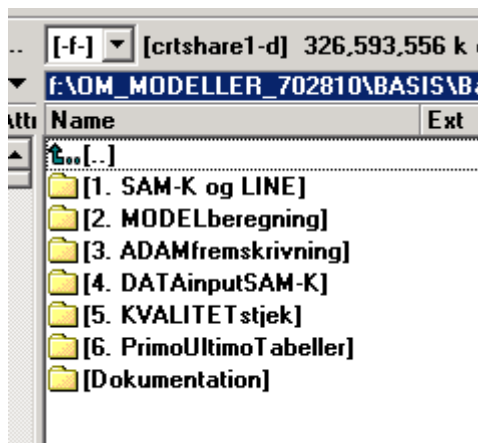 .. [-f-] [crtshare1-d] 326,593,556 k
f:\OM_MODELLER_702810\BASIS\Ba
Name Ext
[..]
[1. SAM-K og LINE]
[2. MODELberegning]
[3. ADAMfremskrivning]
[4. DATAinputSAM-K]
[5. KVALITETstjek]
[6. PrimoUltimoTabeller]
[Dokumentation]